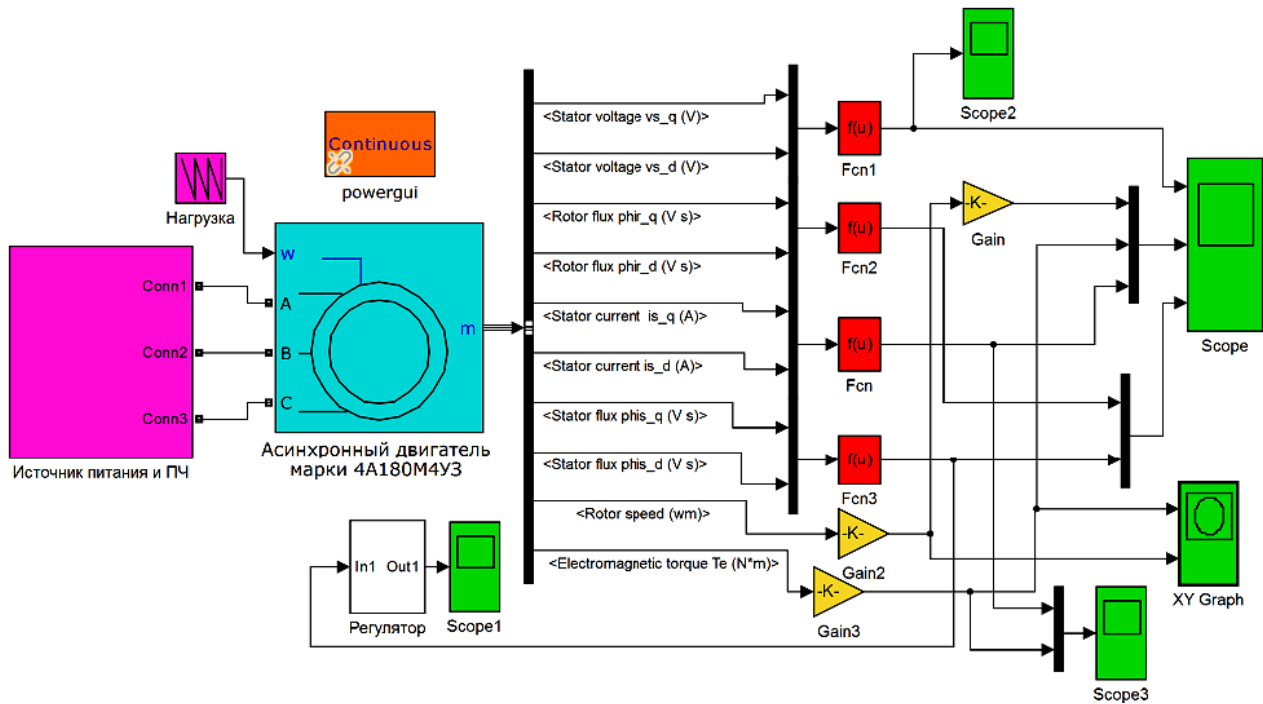 Scope2
<Stator voltage vs_q (V)>
f(u)
Fcn1
Continuous
powergui
<Stator voltage vs_d (V)>
Нагрузка
-K-
Gain
<Rotor flux phir_q (V s)>
f(u)
Fcn2
<Rotor flux phir_d (V s)>
Scope
Conn1
Conn2
Conn3
Источник питания и ПЧ
w
A
B
C
m
Асинхронный двигатель
марки 4А180М4УЗ
<Stator current is_q (A)>
f(u)
Fcn
<Stator current is_d (A)>
<Stator flux phis_q (V s)>
<Stator flux phis_d (V s)>
f(u)
Fcn3
<Rotor speed (wm)>
-K-
Gain2
<Electromagnetic torque Te (N*m)>
-K-
Gain3
XY Graph
In1 Out1
Регулятор
Scope1
Scope3